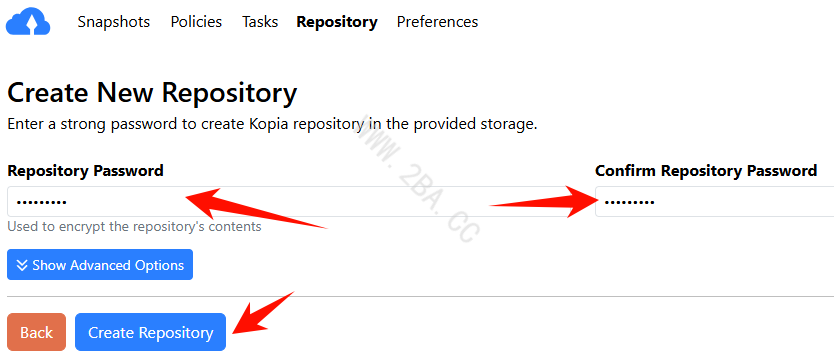 Snapshots Policies Tasks Repository Preferences
Create New Repository
Enter a strong password to create Kopia repository in the provided storage.
Repository Password Confirm Repository Password
••••••••• •••••••••
Used to encrypt the repository's contents
Show Advanced Options
Back Create Repository
WWW.2BA.CC